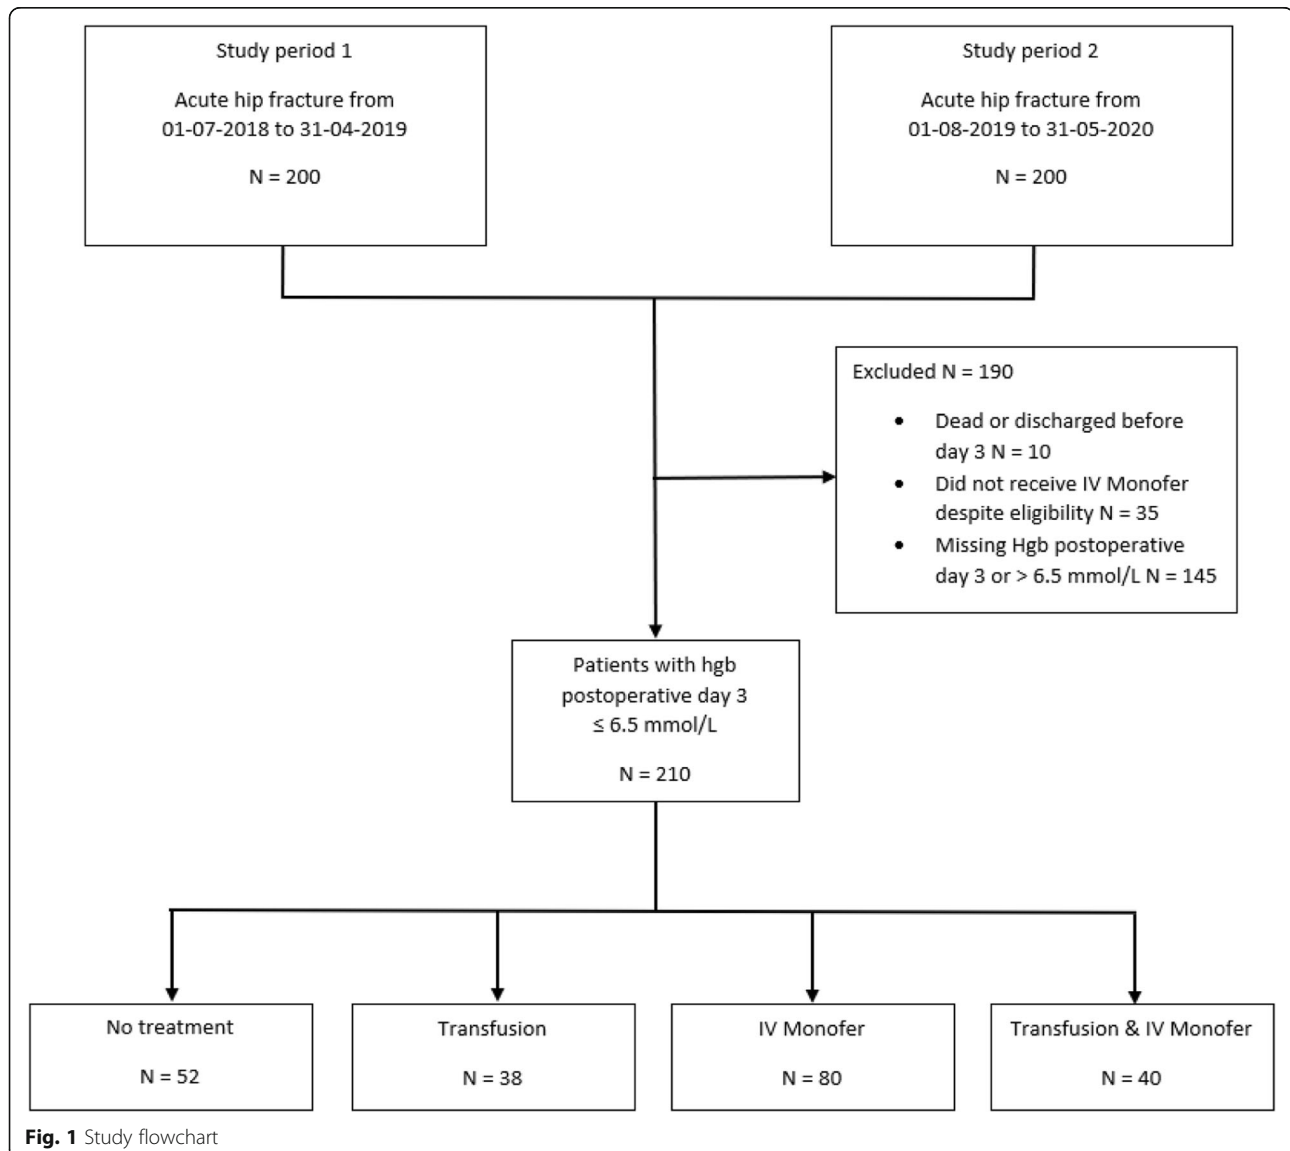 Study period 1
Acute hip fracture from
01-07-2018 to 31-04-2019
N = 200
Study period 2
Acute hip fracture from
01-08-2019 to 31-05-2020
N = 200
Excluded N = 190
• Dead or discharged before
day 3 N = 10
• Did not receive IV Monofer
despite eligibility N = 35
• Missing Hgb postoperative
day 3 or > 6.5 mmol/L N = 145
Patients with hgb
postoperative day 3
≤ 6.5 mmol/L
N = 210
No treatment
N = 52
Transfusion
N = 38
IV Monofer
N = 80
Transfusion & IV Monofer
N = 40
Fig. 1 Study flowchart